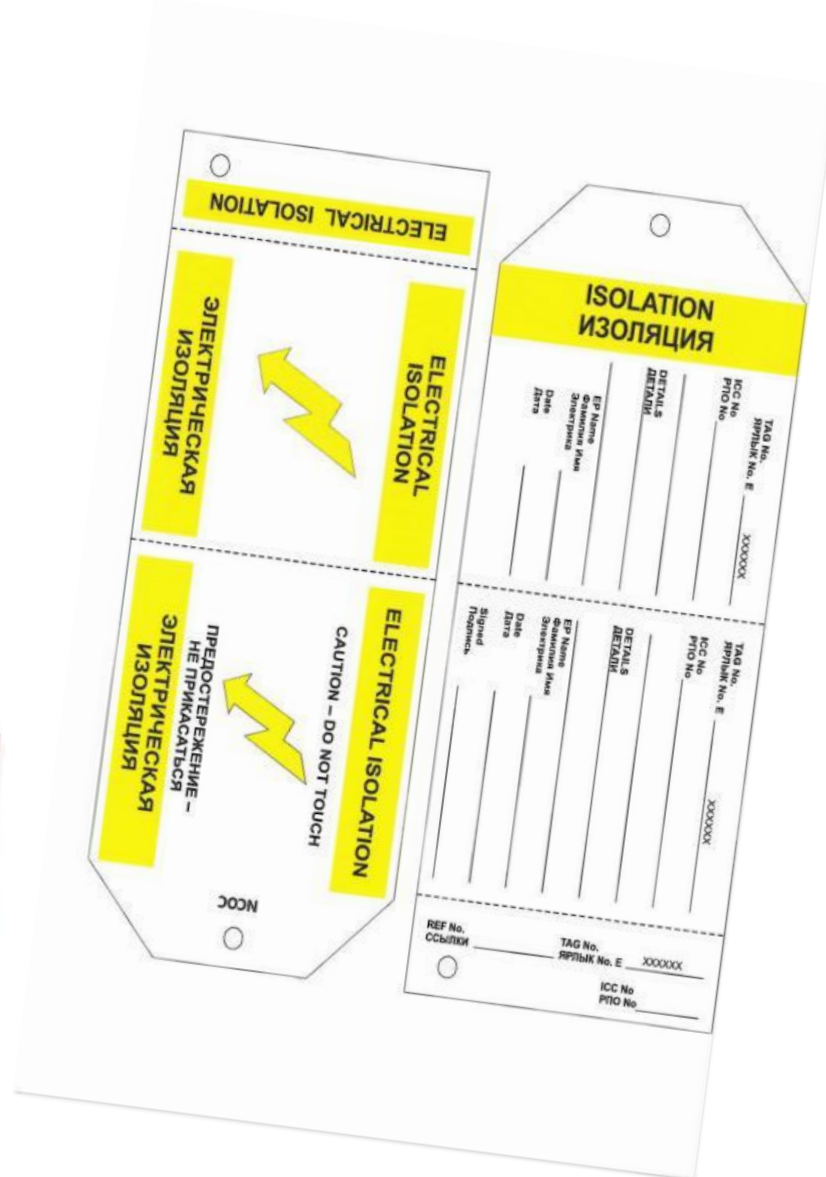 ELECTRICAL ISOLATION
ELECTRICAL
ISOLATION
ЭЛЕКТРИЧЕСКАЯ
ИЗОЛЯЦИЯ
ELECTRICAL ISOLATION
CAUTION – DO NOT TOUCH
ПРЕДОСТЕРЕЖЕНИЕ –
НЕ ПРИКАСАТЬСЯ
ЭЛЕКТРИЧЕСКАЯ
ИЗОЛЯЦИЯ
NCOC
ISOLATION
ИЗОЛЯЦИЯ
TAG No.
ЯРЛЫК No. E XXXXXX
ICC No
РПО No
DETAILS
ДЕТАЛИ
EP Name
Фамилия Имя
Электрика
Date
Дата
TAG No.
ЯРЛЫК No. E XXXXXX
ICC No
РПО No
DETAILS
ДЕТАЛИ
EP Name
Фамилия Имя
Электрика
Date
Дата
Signed
Подпись
REF No.
ССЫЛКИ
TAG No.
ЯРЛЫК No. E XXXXXX
ICC No
РПО No